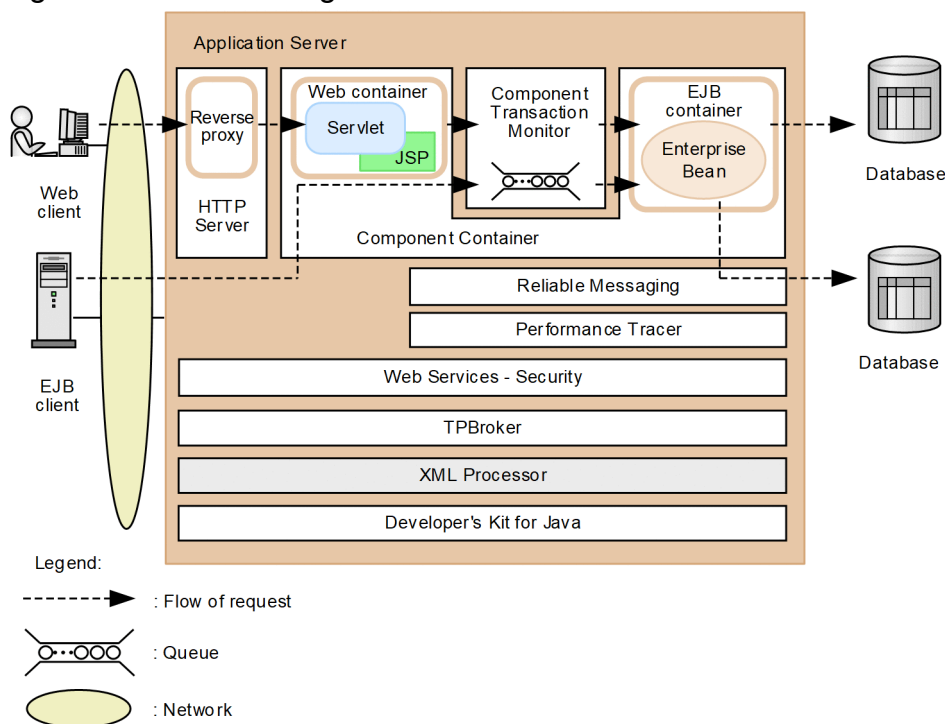 Application Server
Reverse
proxy
HTTP
Server
Web container
Servlet
JSP
Component
Transaction
Monitor
EJB
container
Enterprise
Bean
Component Container
Web
client
EJB
client
Database
Database
Reliable Messaging
Performance Tracer
Web Services - Security
TPBroker
XML Processor
Developer's Kit for Java
Legend:
: Flow of request
: Queue
: Network